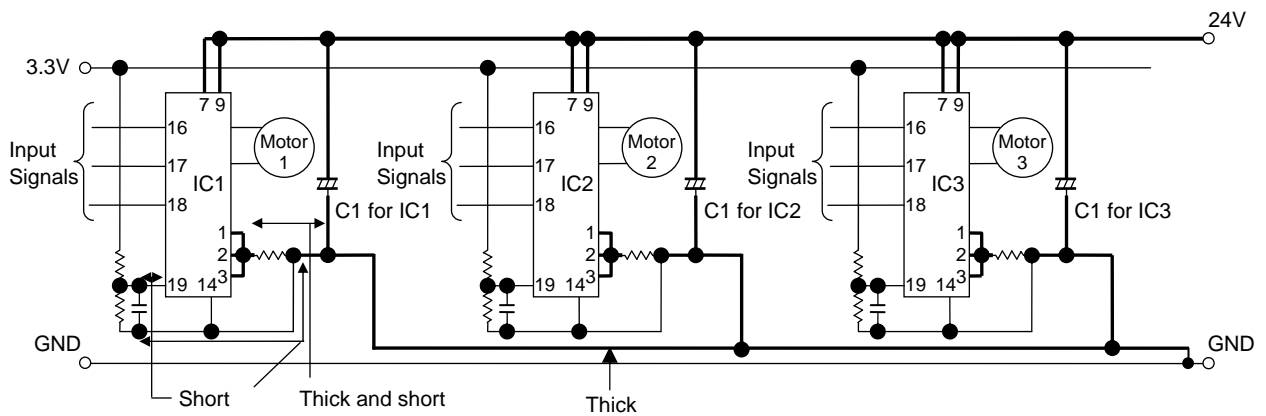 24V
3.3V
7 9
7 9
7 9
Input
Signals
16
17
18
IC1
Motor
1
C1 for IC1
1
2
3
19
14
Input
Signals
16
17
18
IC2
Motor
2
C1 for IC2
1
2
3
19
14
Input
Signals
16
17
18
IC3
Motor
3
C1 for IC3
1
2
3
19
14
GND
GND
Short
Thick and short
Thick